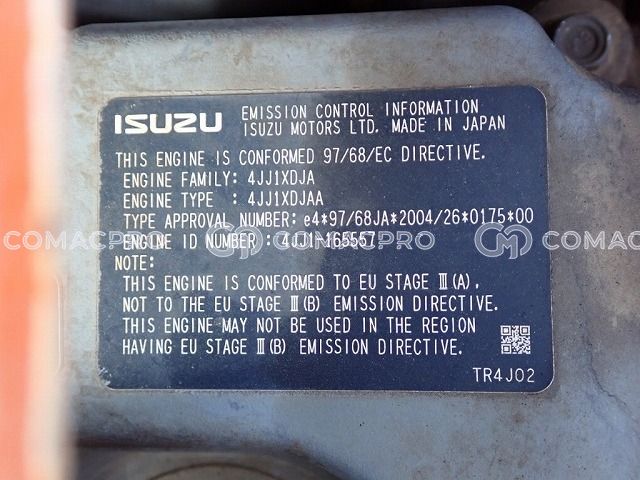 ISUZU EMISSION CONTROL INFORMATION
ISUZU MOTORS LTD. MADE IN JAPAN
THIS ENGINE IS CONFORMED 97/68/EC DIRECTIVE.
ENGINE FAMILY: 4JJ1XDJA
ENGINE TYPE : 4JJ1XDJAA
TYPE APPROVAL NUMBER: e4*97/68JA*2004/26*0175*00
ENGINE ID NUMBER : 4JJ1-165557
COMACPRO CM COMACPRO CM COMACPRO
NOTE:
THIS ENGINE IS CONFORMED TO EU STAGE Ⅲ(A),
NOT TO THE EU STAGE Ⅲ(B) EMISSION DIRECTIVE.
THIS ENGINE MAY NOT BE USED IN THE REGION
HAVING EU STAGE Ⅲ(B) EMISSION DIRECTIVE.
TR4J02